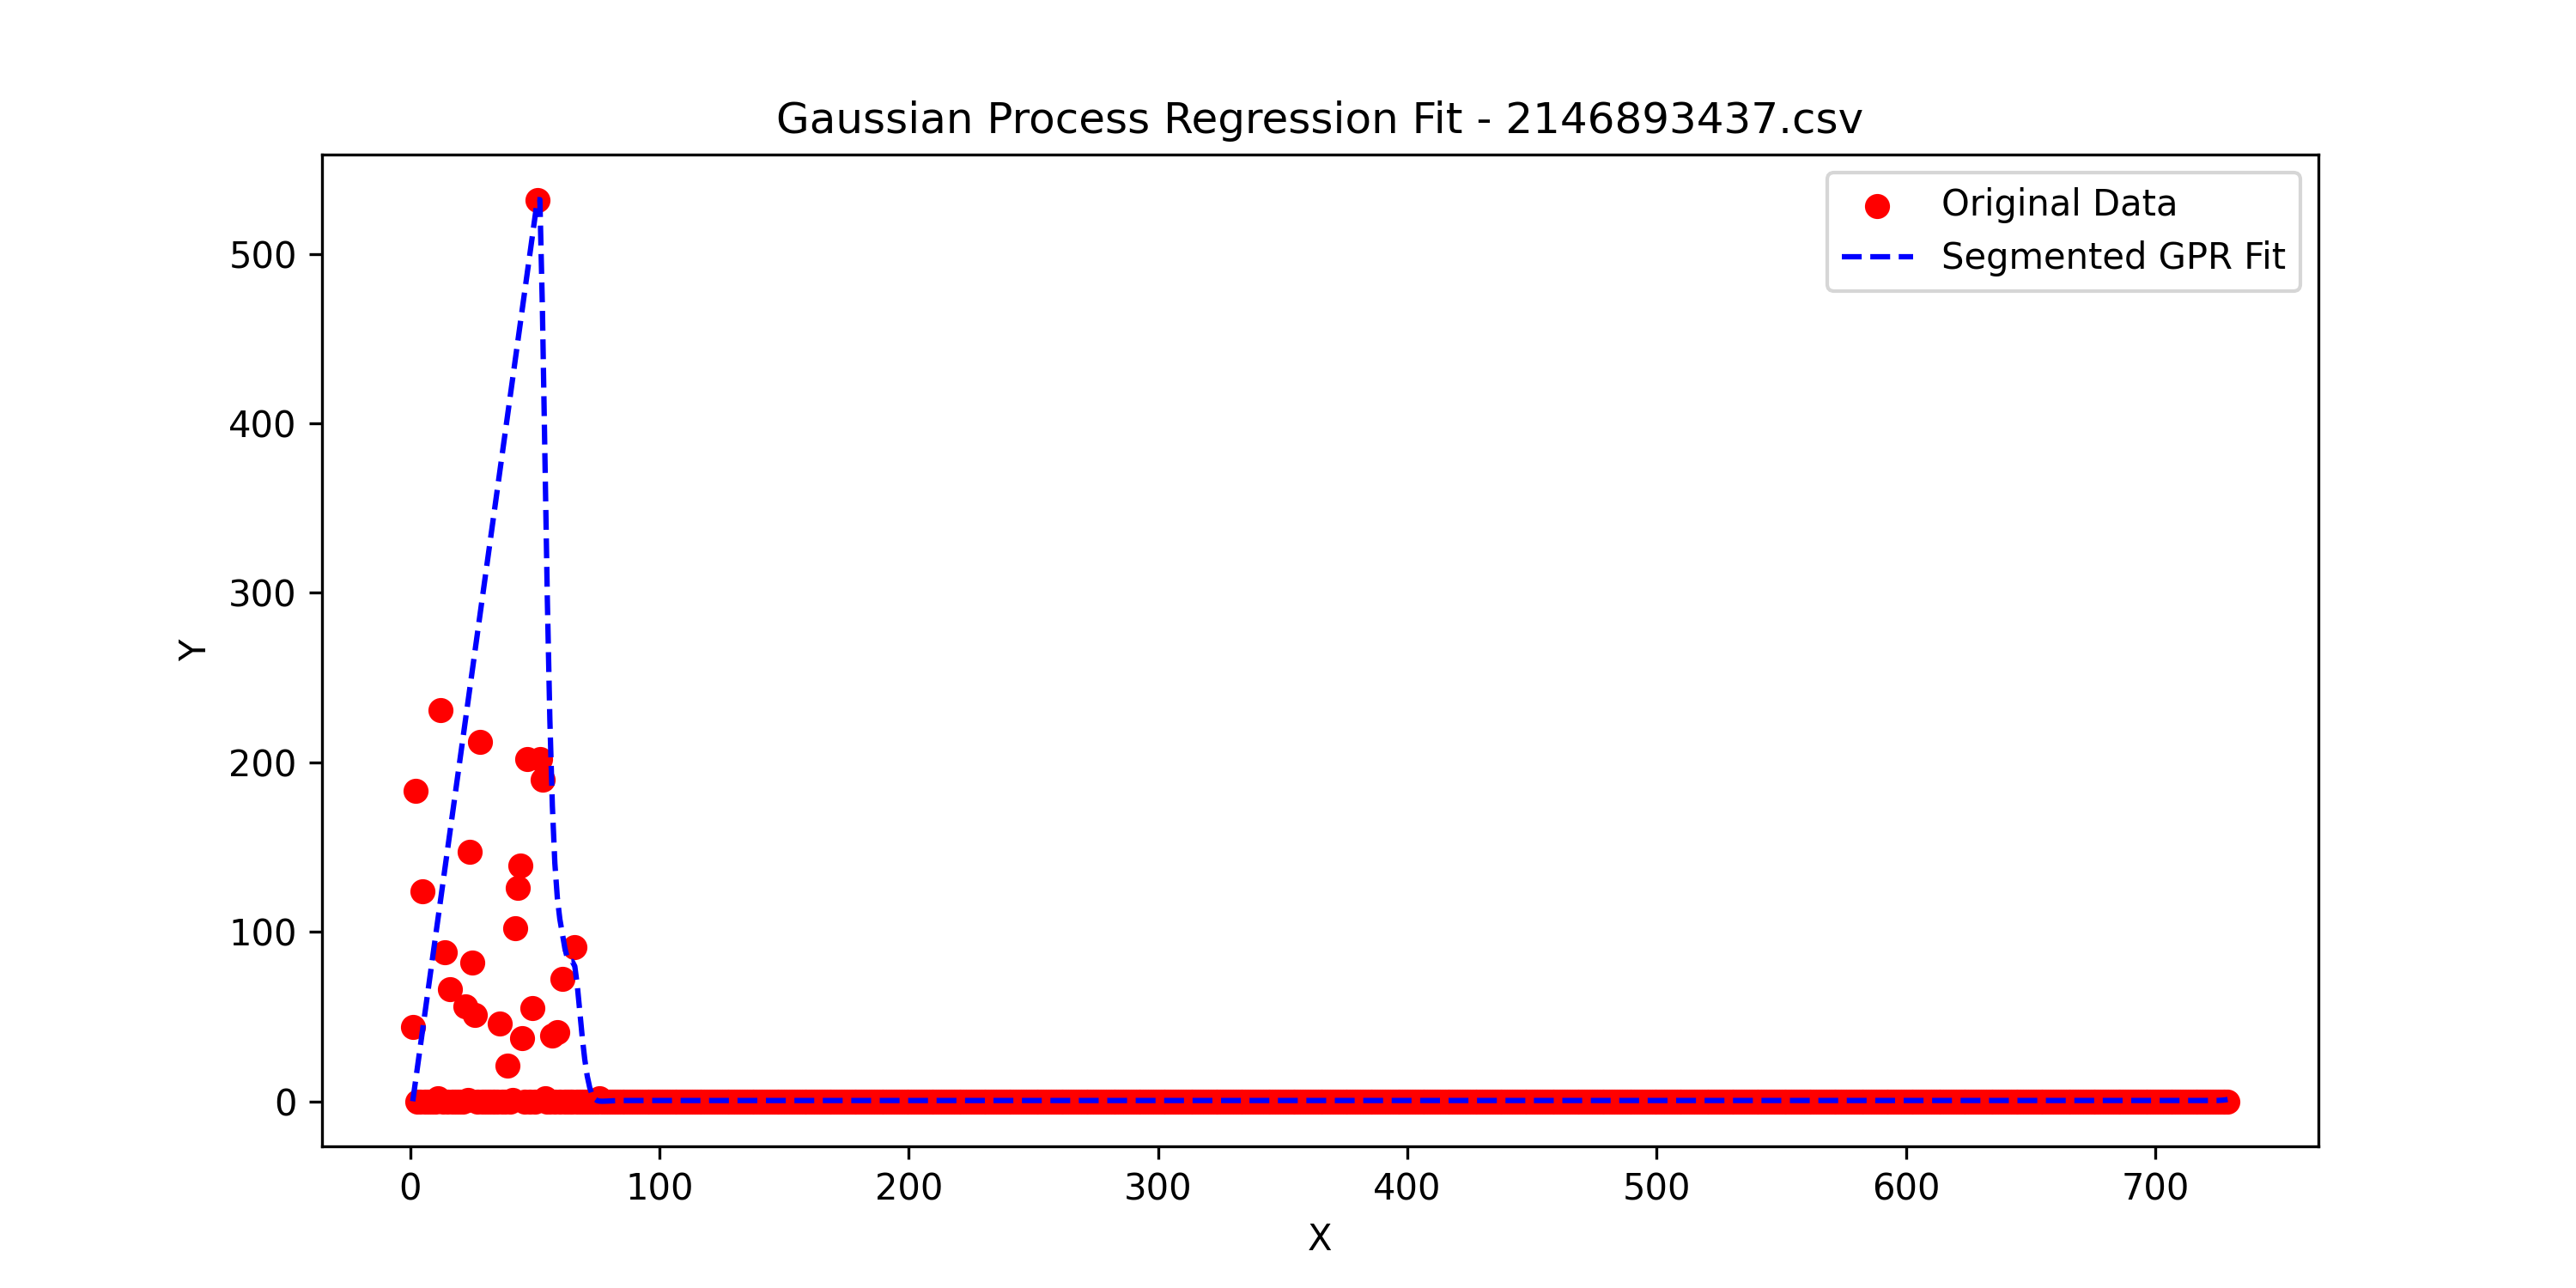 Gaussian Process Regression Fit - 2146893437.csv
Original Data
Segmented GPR Fit
500
400
300
200
100
0
Y
0 100 200 300 400 500 600 700
X